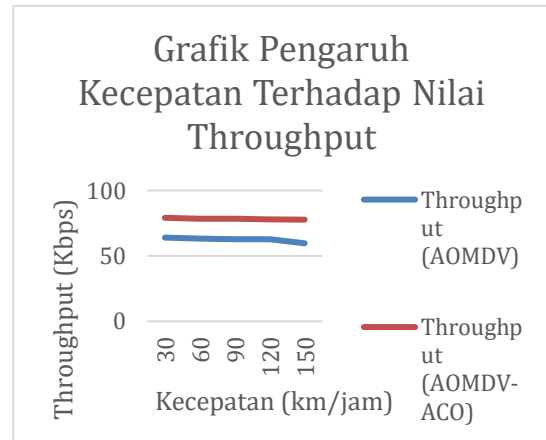 Grafik Pengaruh
Kecepatan Terhadap Nilai
Throughput
Throughput (Kbps)
100
50
0
30
60
90
120
150
Kecepatan (km/jam)
Throughp
ut
(AOMDV)
Throughp
ut
(AOMDV-
ACO)